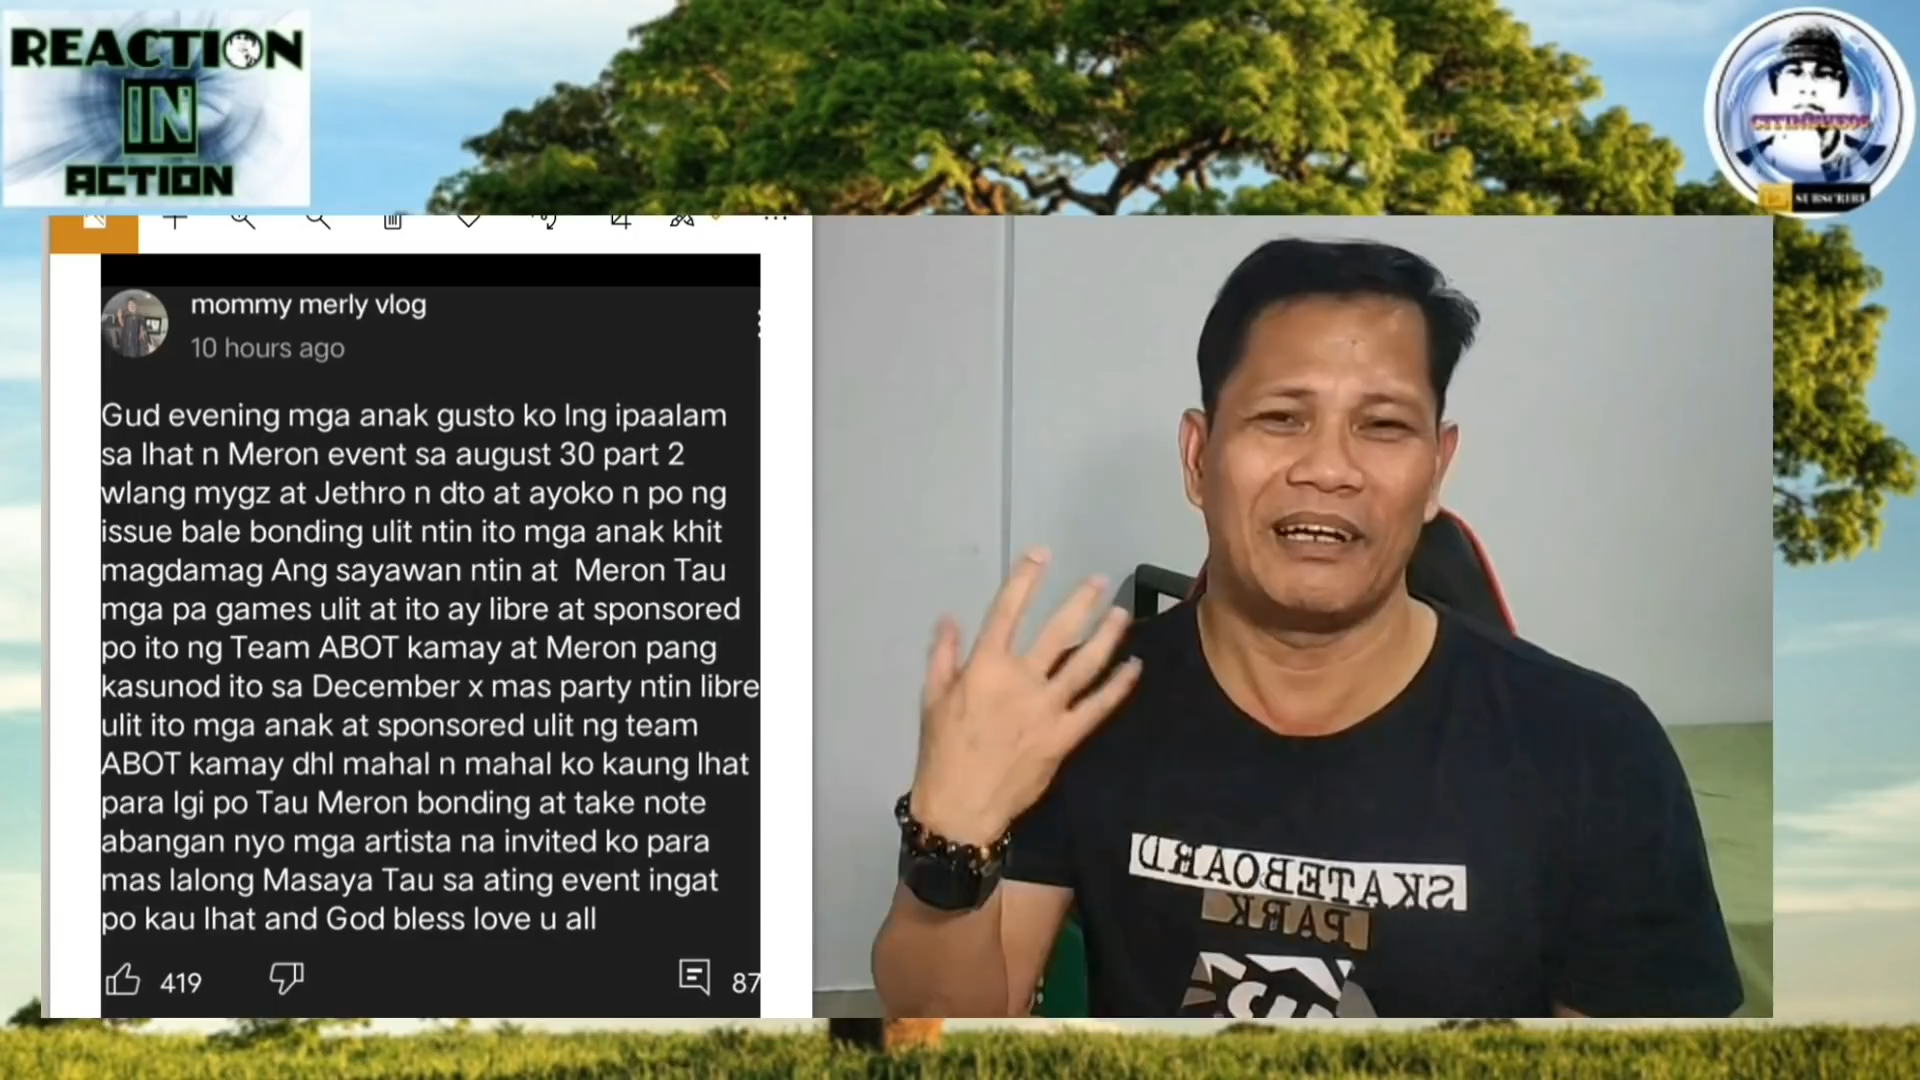 REACTION
IN
ACTION
SUBSCRIBE
mommy merly vlog
10 hours ago
Gud evening mga anak gusto ko lng ipaalam
sa lhat n Meron event sa august 30 part 2
wlang mygz at Jethro n dto at ayoko n po ng
issue bale bonding ulit ntin ito mga anak khit
magdamag Ang sayawan ntin at Meron Tau
mga pa games ulit at ito ay libre at sponsored
po ito ng Team ABOT kamay at Meron pang
kasunod ito sa December x mas party ntin libre
ulit ito mga anak at sponsored ulit ng team
ABOT kamay dhl mahal n mahal ko kaung lhat
para lgi po Tau Meron bonding at take note
abangan nyo mga artista na invited ko para
mas lalong Masaya Tau sa ating event ingat
po kau lhat and God bless love u all
419
87
SKATEBOARD
PARK